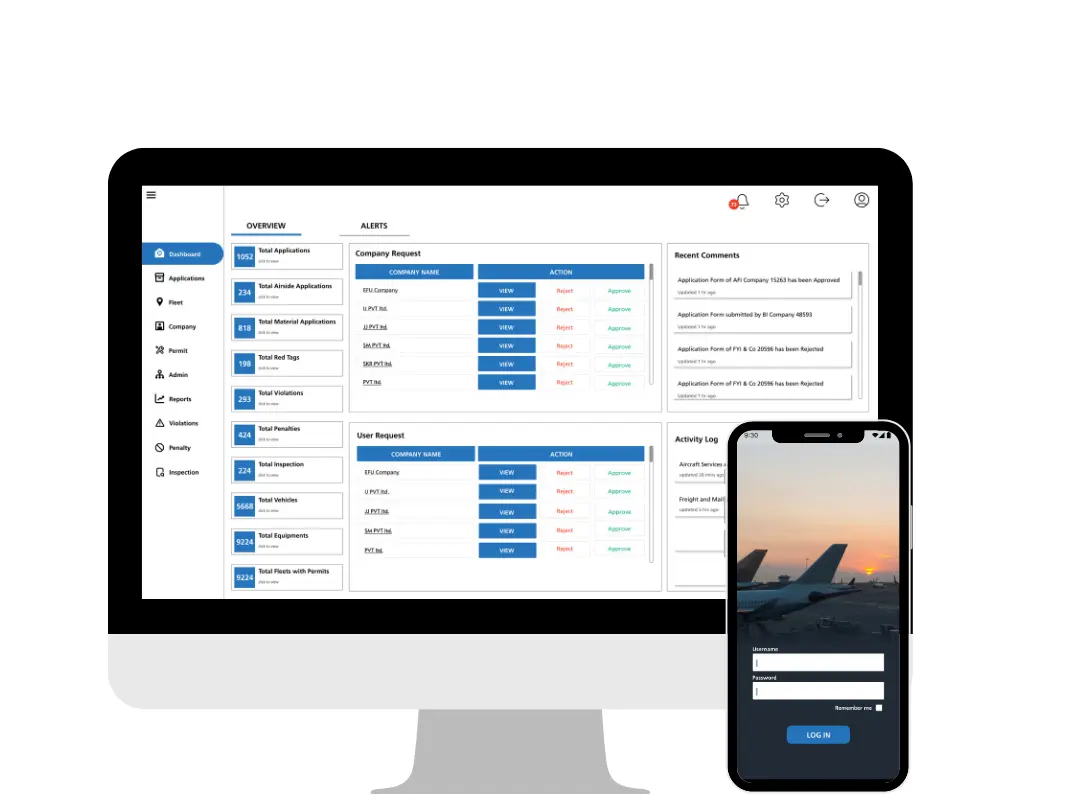 OVERVIEW
ALERTS
Dashboard
Applications
Fleet
Company
Permit
Admin
Reports
Violations
Penalty
Inspection
1052 Total Applications
click to view
234 Total Airside Applications
click to view
818 Total Material Applications
click to view
198 Total Red Tags
click to view
293 Total Violations
click to view
424 Total Penalties
click to view
224 Total Inspection
click to view
5668 Total Vehicles
click to view
9224 Total Equipments
click to view
9224 Total Fleets with Permits
click to view
Company Request
COMPANY NAME ACTION
EFU Company VIEW Reject Approve
IJ PVT ltd. VIEW Reject Approve
JJ PVT ltd. VIEW Reject Approve
SM PVT ltd. VIEW Reject Approve
SKR PVT ltd. VIEW Reject Approve
PVT ltd. VIEW Reject Approve
User Request
COMPANY NAME ACTION
EFU Company VIEW Reject Approve
IJ PVT ltd. VIEW Reject Approve
JJ PVT ltd. VIEW Reject Approve
SM PVT ltd. VIEW Reject Approve
PVT ltd. VIEW Reject Approve
Recent Comments
Application Form of AFI Company 15263 has been Approved
Updated 1 hr ago
Application Form submitted by BI Company 48593
Updated 1 hr ago
Application Form of FYI & Co 20596 has been Rejected
Updated 1 hr ago
Application Form of FYI & Co 20596 has been Rejected
Updated 1 hr ago
Activity Log
Aircraft Services
updated 30 mins ago
Freight and Mail
updated 5 hrs ago
9:30
Username
Password
Remember me
LOG IN